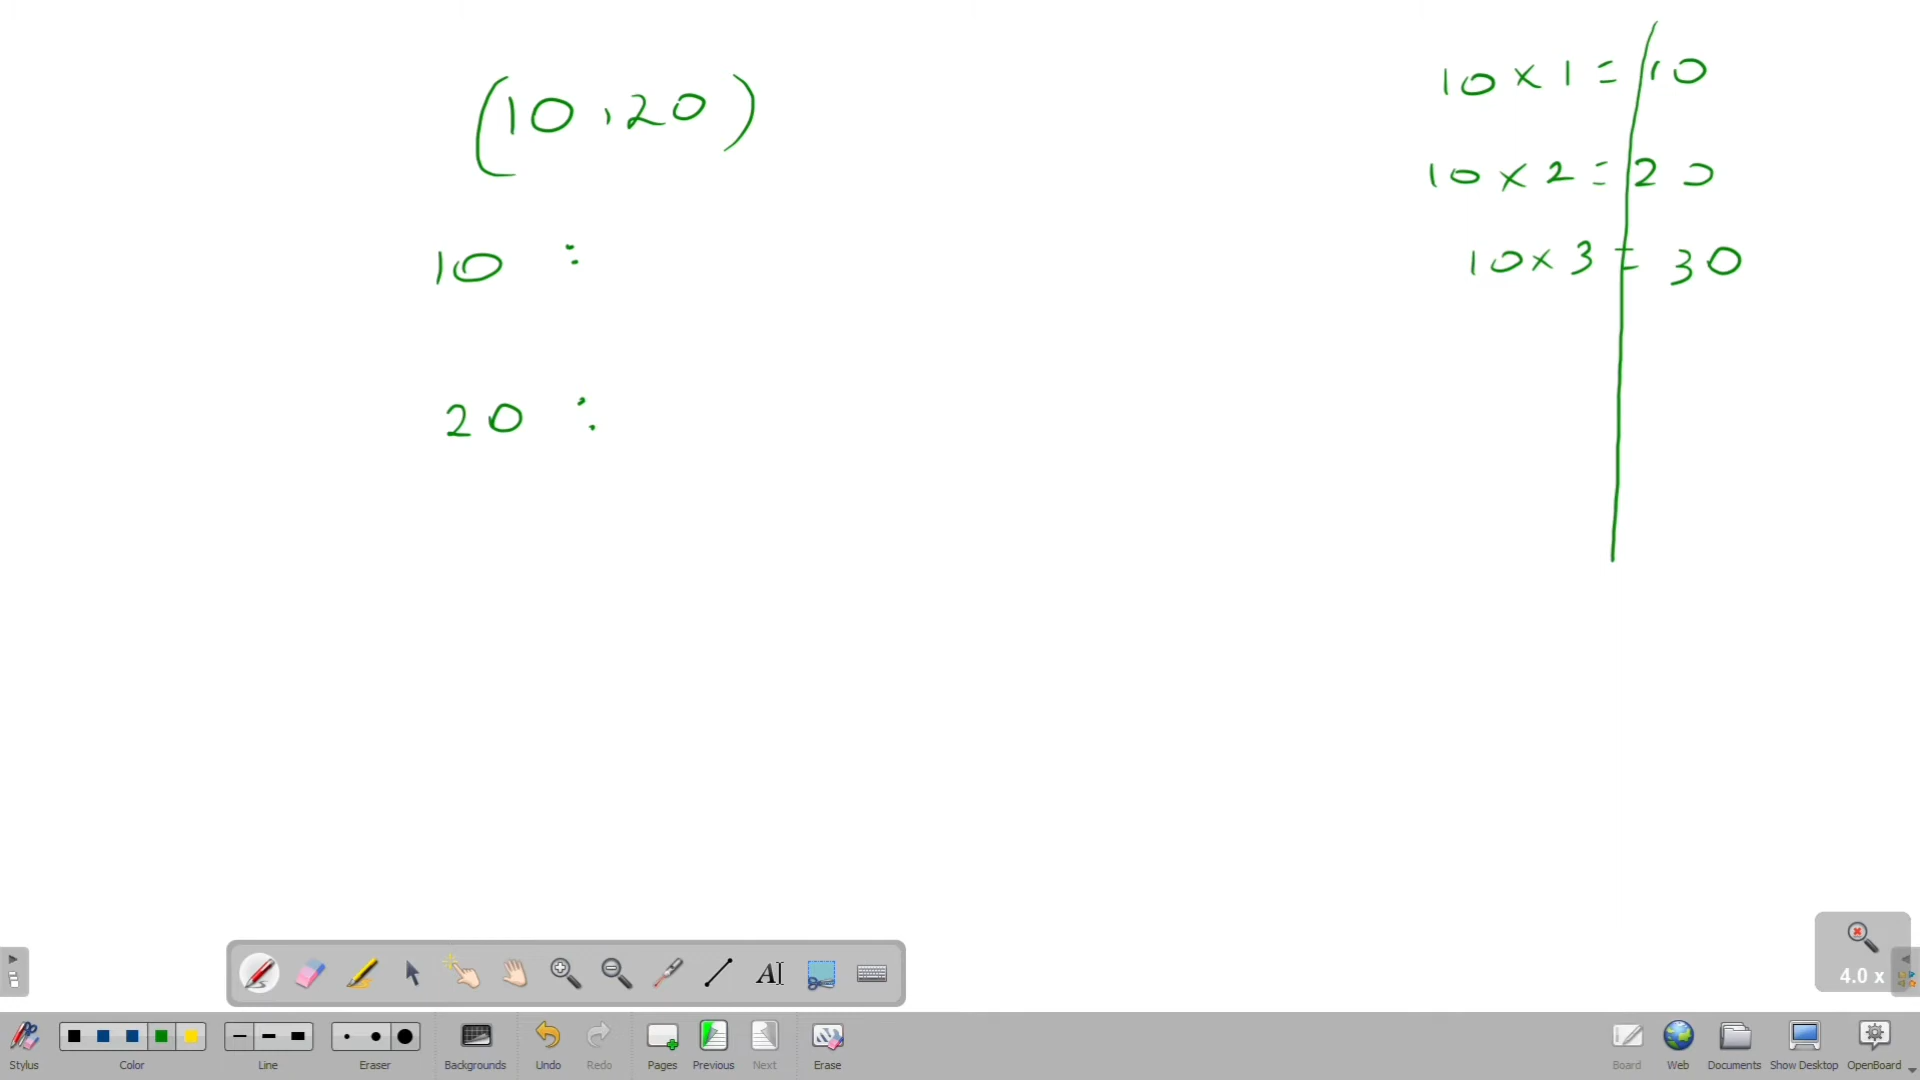 (10,20)
10 :
20 :
10 x 1 = 10
10 x 2 = 20
10 x 3 = 30
4.0 x
Stylus
Color
Line
Eraser
Backgrounds
Undo
Redo
Pages
Previous
Next
Erase
Board
Web
Documents
Show Desktop
OpenBoard